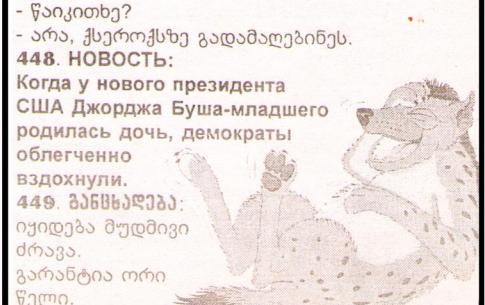 - წაიკითხე?
- არა, ქსეროქსზე გადამაღებინეს.
448. НОВОСТЬ:
Когда у нового президента
США Джорджа Буша-младшего
родилась дочь, демократы
облегченно
вздохнули.
449. განცხადება:
იყიდება მუდმივი
ძრავა.
გარანტია ორი
წელი.